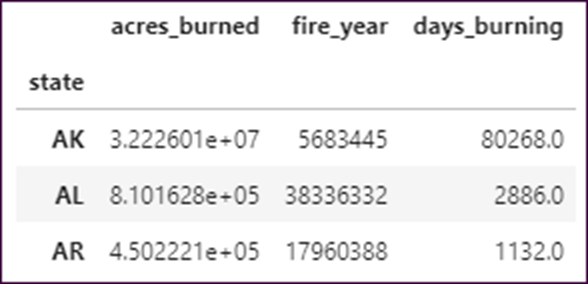 acres_burned fire_year days_burning
state
AK 3.222601e+07 5683445 80268.0
AL 8.101628e+05 38336332 2886.0
AR 4.502221e+05 17960388 1132.0